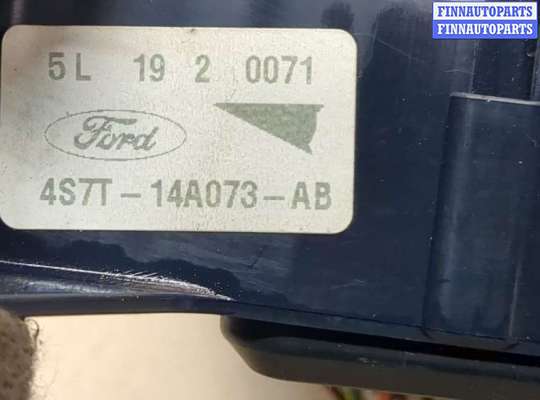 FINNAUTOPARTS
FINNAUTOPARTS
5L 19 2 0071
Ford
4S7T-14A073-AB